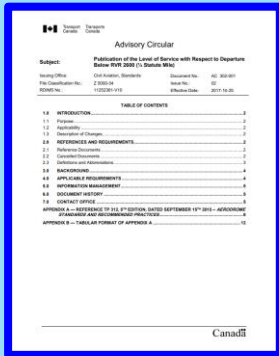 Transport Transports
Canada Canada
Advisory Circular
Subject: Publication of the Level of Service with Respect to Departure
Below RVR 2600 (½ Statute Mile)
Issuing Office: Civil Aviation, Standards Document No.: AC 302-001
File Classification No.: Z 5000-34 Issue No.: 02
RDIMS No.: 11252361-V10 Effective Date: 2017-10-25
TABLE OF CONTENTS
1.0 INTRODUCTION 2
1.1 Purpose 2
1.2 Applicability 2
1.3 Description of Changes 2
2.0 REFERENCES AND REQUIREMENTS 2
2.1 Reference Documents 2
2.2 Cancelled Documents 2
2.3 Definitions and Abbreviations 3
3.0 BACKGROUND 4
4.0 APPLICABLE REQUIREMENTS 4
5.0 INFORMATION MANAGEMENT 5
6.0 DOCUMENT HISTORY 5
7.0 CONTACT OFFICE 5
APPENDIX A — REFERENCE TP 312, 5TH EDITION, DATED SEPTEMBER 15TH 2015 – AERODROME
STANDARDS AND RECOMMENDED PRACTICES 6
APPENDIX B – TABULAR FORMAT OF APPENDIX A 12
Canada